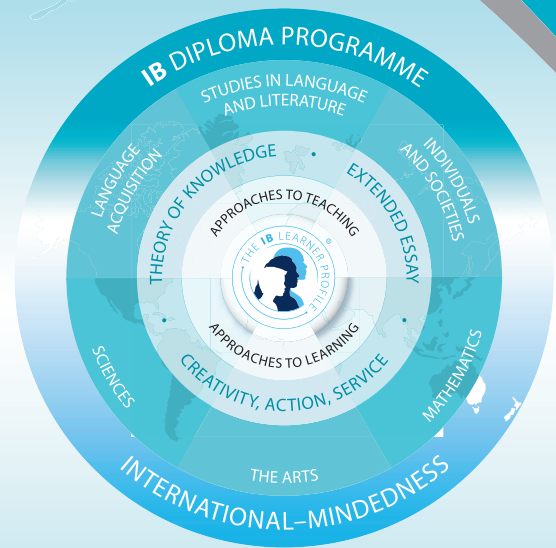 IB DIPLOMA PROGRAMME
STUDIES IN LANGUAGE
AND LITERATURE
LANGUAGE
ACQUISITION
INDIVIDUALS
AND SOCIETIES
THEORY OF KNOWLEDGE
EXTENDED ESSAY
APPROACHES TO TEACHING
THE IB LEARNER PROFILE
®
APPROACHES TO LEARNING
CREATIVITY, ACTION, SERVICE
SCIENCES
MATHEMATICS
THE ARTS
INTERNATIONAL–MINDEDNESS